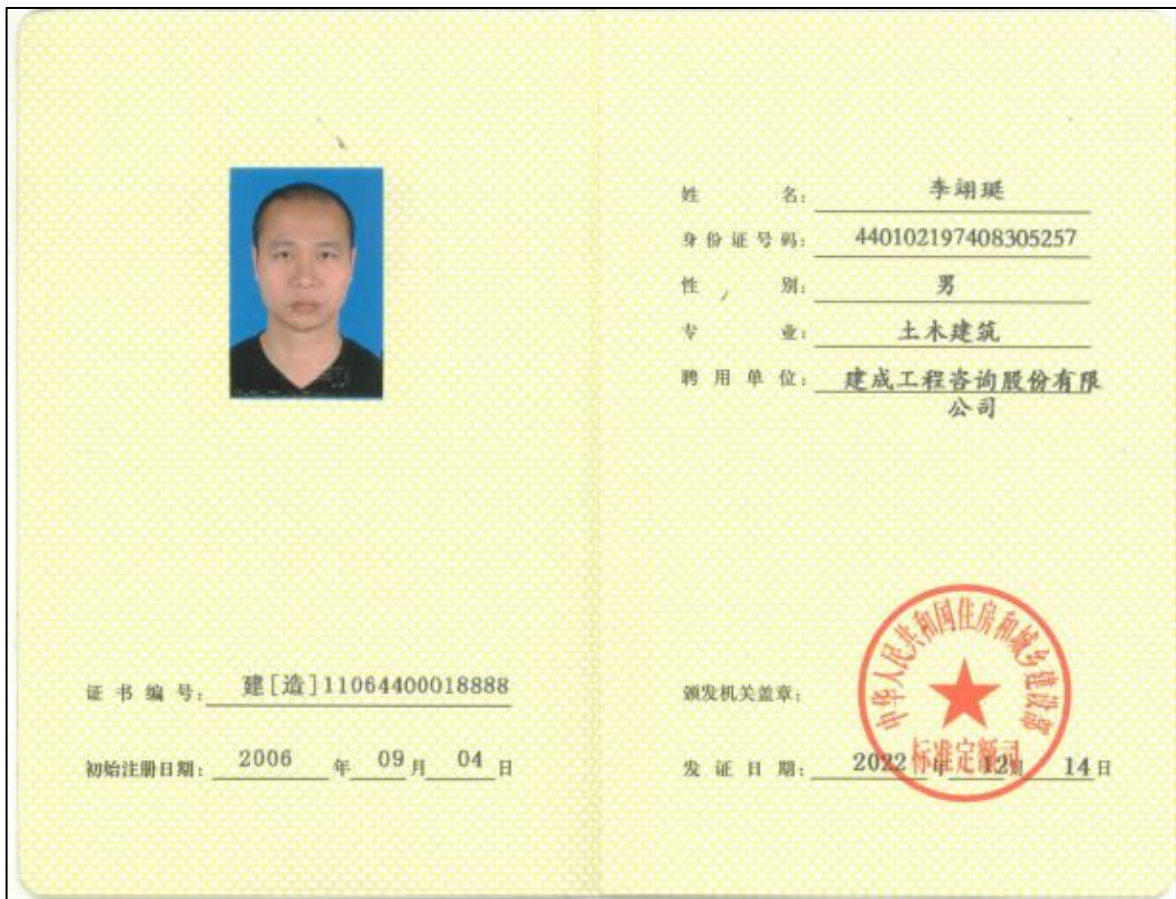 姓名：李翊珽
身份证号码：440102197408305257
性别：男
专业：土木建筑
聘用单位：建成工程咨询股份有限
公司
证书编号：建[造]11064400018888
初始注册日期：2006年09月04日
颁发机关盖章：
中华人民共和国住房和城乡建设部
标准定额司
发证日期：2022年12月14日